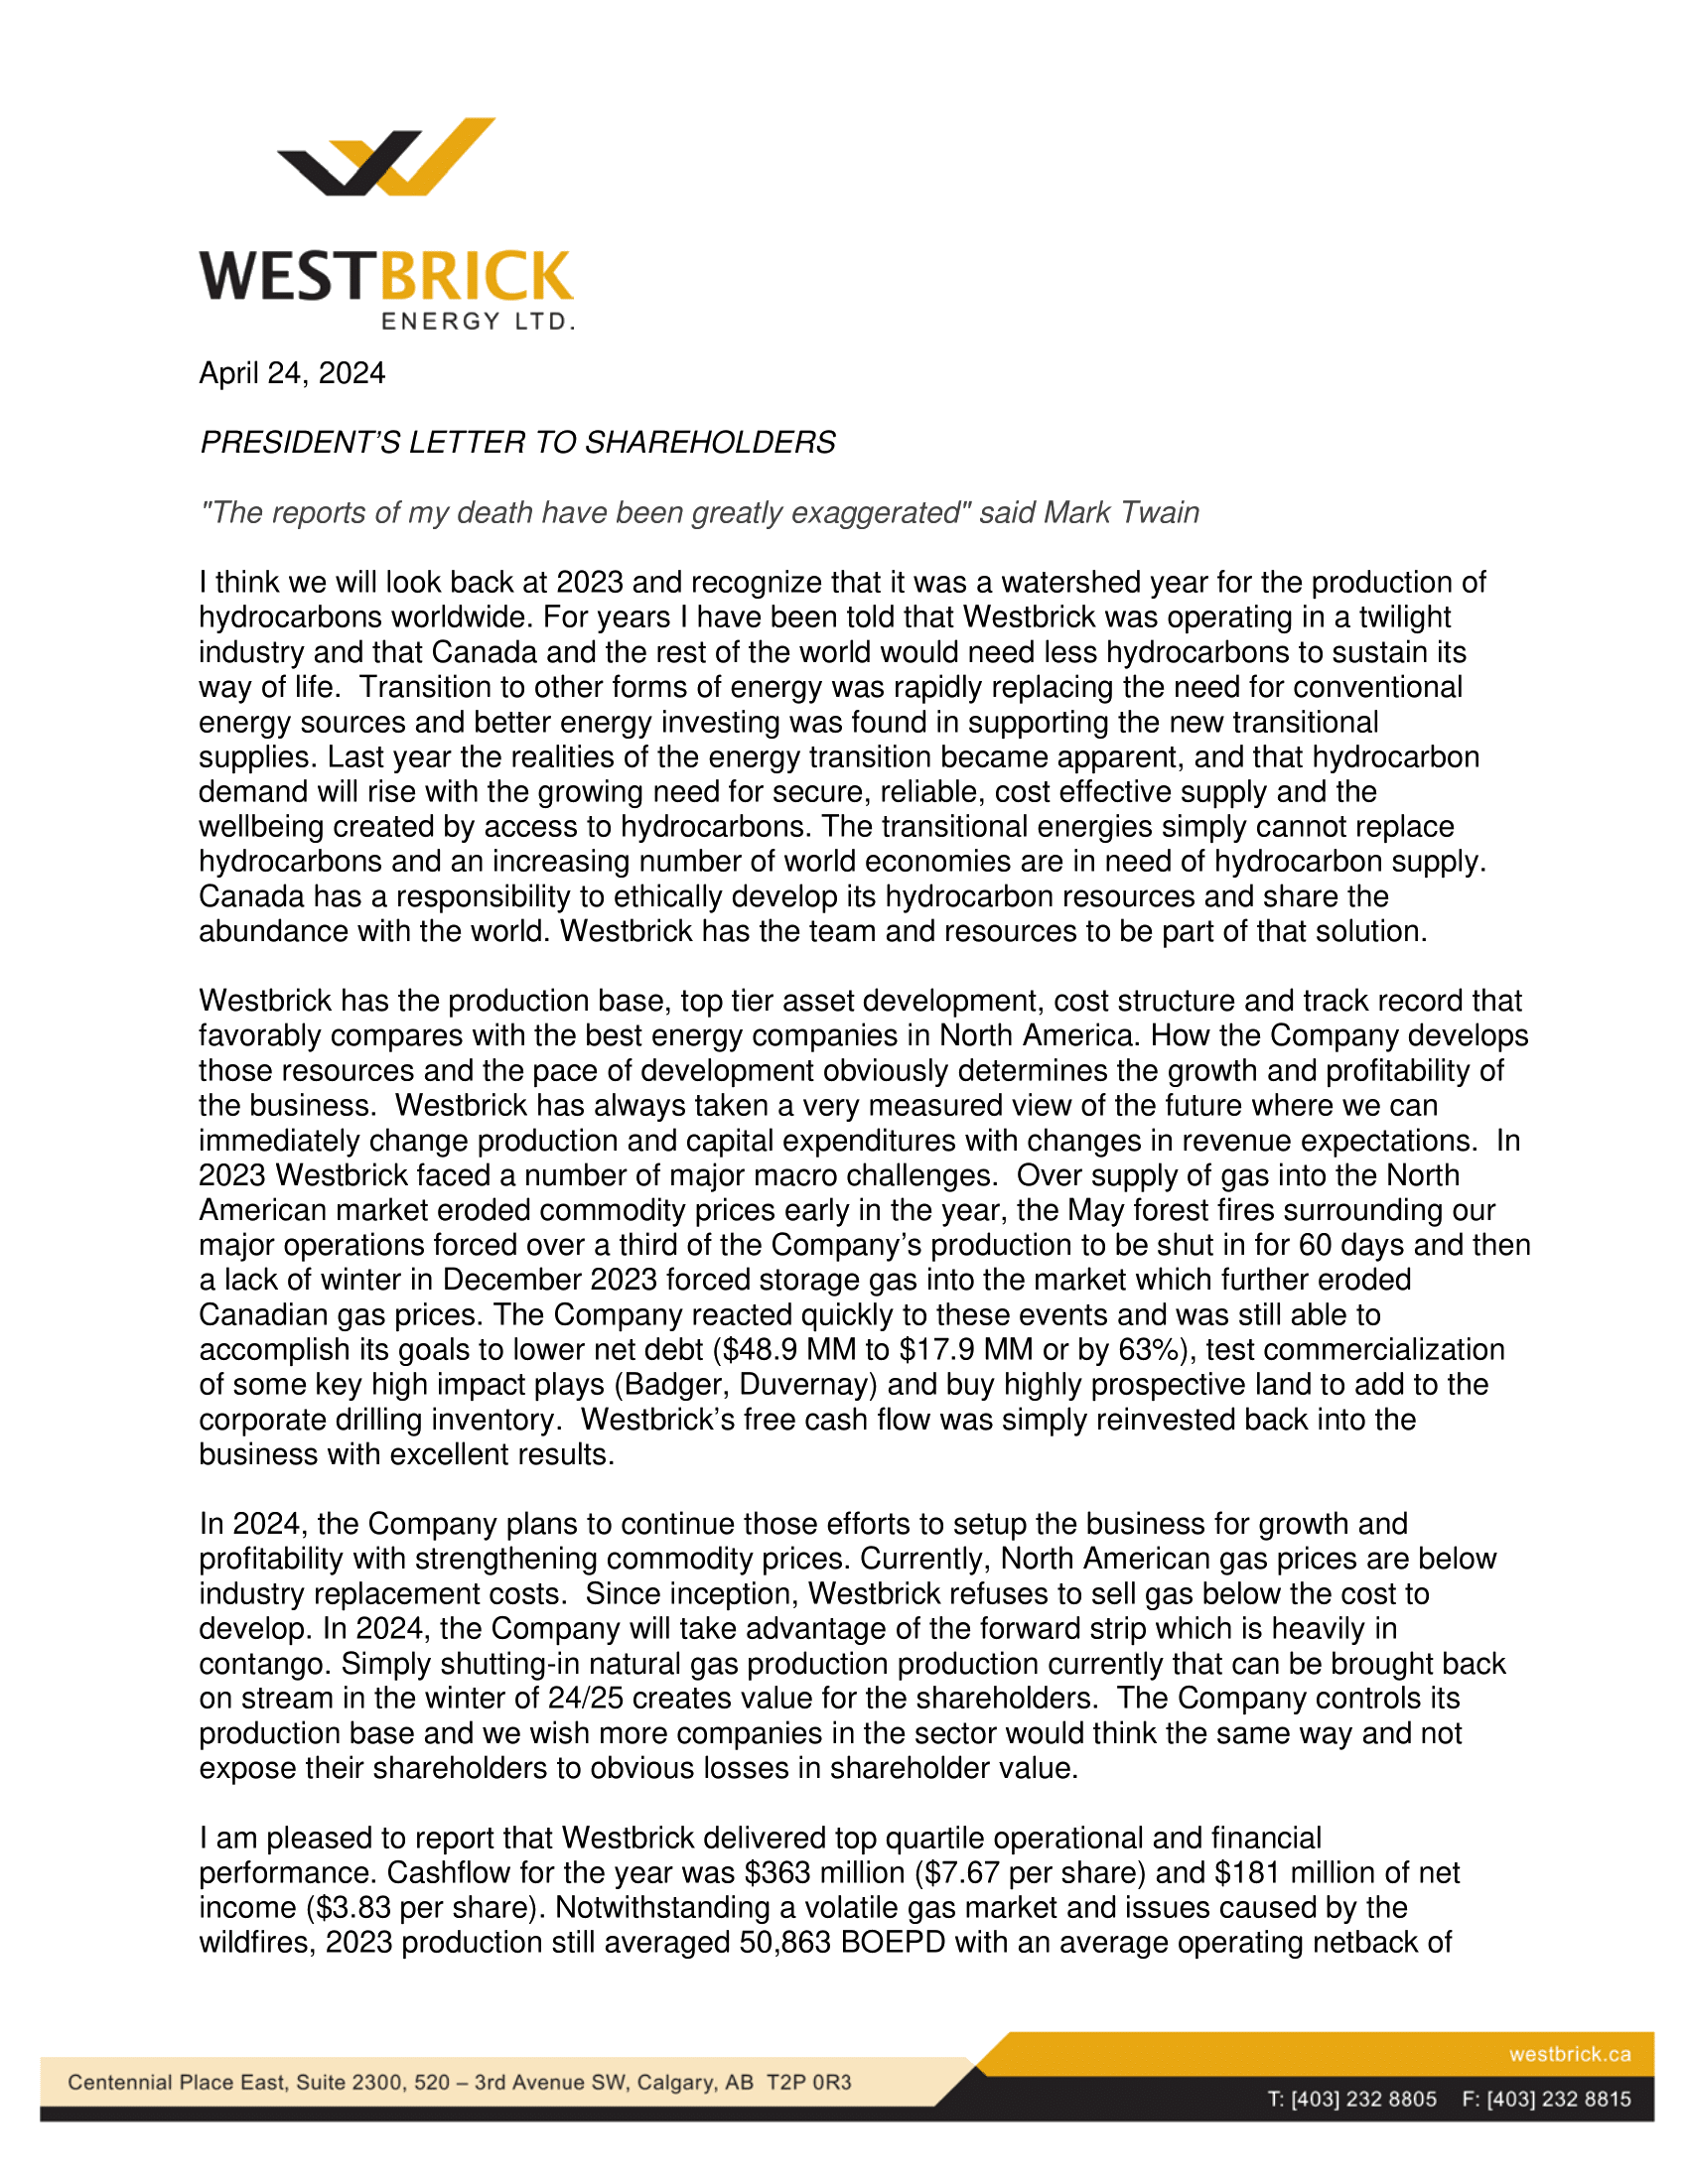 WESTBRICK
ENERGY LTD.
April 24, 2024
PRESIDENT’S LETTER TO SHAREHOLDERS
"The reports of my death have been greatly exaggerated" said Mark Twain
I think we will look back at 2023 and recognize that it was a watershed year for the production of
hydrocarbons worldwide. For years I have been told that Westbrick was operating in a twilight
industry and that Canada and the rest of the world would need less hydrocarbons to sustain its
way of life.  Transition to other forms of energy was rapidly replacing the need for conventional
energy sources and better energy investing was found in supporting the new transitional
supplies. Last year the realities of the energy transition became apparent, and that hydrocarbon
demand will rise with the growing need for secure, reliable, cost effective supply and the
wellbeing created by access to hydrocarbons. The transitional energies simply cannot replace
hydrocarbons and an increasing number of world economies are in need of hydrocarbon supply.
Canada has a responsibility to ethically develop its hydrocarbon resources and share the
abundance with the world. Westbrick has the team and resources to be part of that solution.
Westbrick has the production base, top tier asset development, cost structure and track record that
favorably compares with the best energy companies in North America. How the Company develops
those resources and the pace of development obviously determines the growth and profitability of
the business.  Westbrick has always taken a very measured view of the future where we can
immediately change production and capital expenditures with changes in revenue expectations.  In
2023 Westbrick faced a number of major macro challenges.  Over supply of gas into the North
American market eroded commodity prices early in the year, the May forest fires surrounding our
major operations forced over a third of the Company’s production to be shut in for 60 days and then
a lack of winter in December 2023 forced storage gas into the market which further eroded
Canadian gas prices. The Company reacted quickly to these events and was still able to
accomplish its goals to lower net debt ($48.9 MM to $17.9 MM or by 63%), test commercialization
of some key high impact plays (Badger, Duvernay) and buy highly prospective land to add to the
corporate drilling inventory.  Westbrick’s free cash flow was simply reinvested back into the
business with excellent results.
In 2024, the Company plans to continue those efforts to setup the business for growth and
profitability with strengthening commodity prices. Currently, North American gas prices are below
industry replacement costs.  Since inception, Westbrick refuses to sell gas below the cost to
develop. In 2024, the Company will take advantage of the forward strip which is heavily in
contango. Simply shutting-in natural gas production production currently that can be brought back
on stream in the winter of 24/25 creates value for the shareholders.  The Company controls its
production base and we wish more companies in the sector would think the same way and not
expose their shareholders to obvious losses in shareholder value.
I am pleased to report that Westbrick delivered top quartile operational and financial
performance. Cashflow for the year was $363 million ($7.67 per share) and $181 million of net
income ($3.83 per share). Notwithstanding a volatile gas market and issues caused by the
wildfires, 2023 production still averaged 50,863 BOEPD with an average operating netback of
westbrick.ca
Centennial Place East, Suite 2300, 520 – 3rd Avenue SW, Calgary, AB  T2P 0R3
T: [403] 232 8805    F: [403] 232 8815